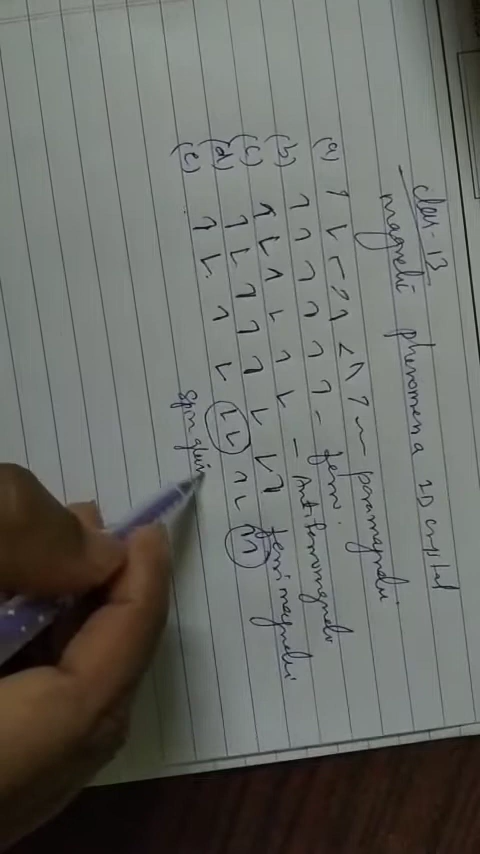 class-13
magnetic phenomena 1D crystal
(a) ~ paramagnetic
(b) - ferro.
(c) - Antiferromagnetic
(d) ferrimagnetic
(e)
spin glass